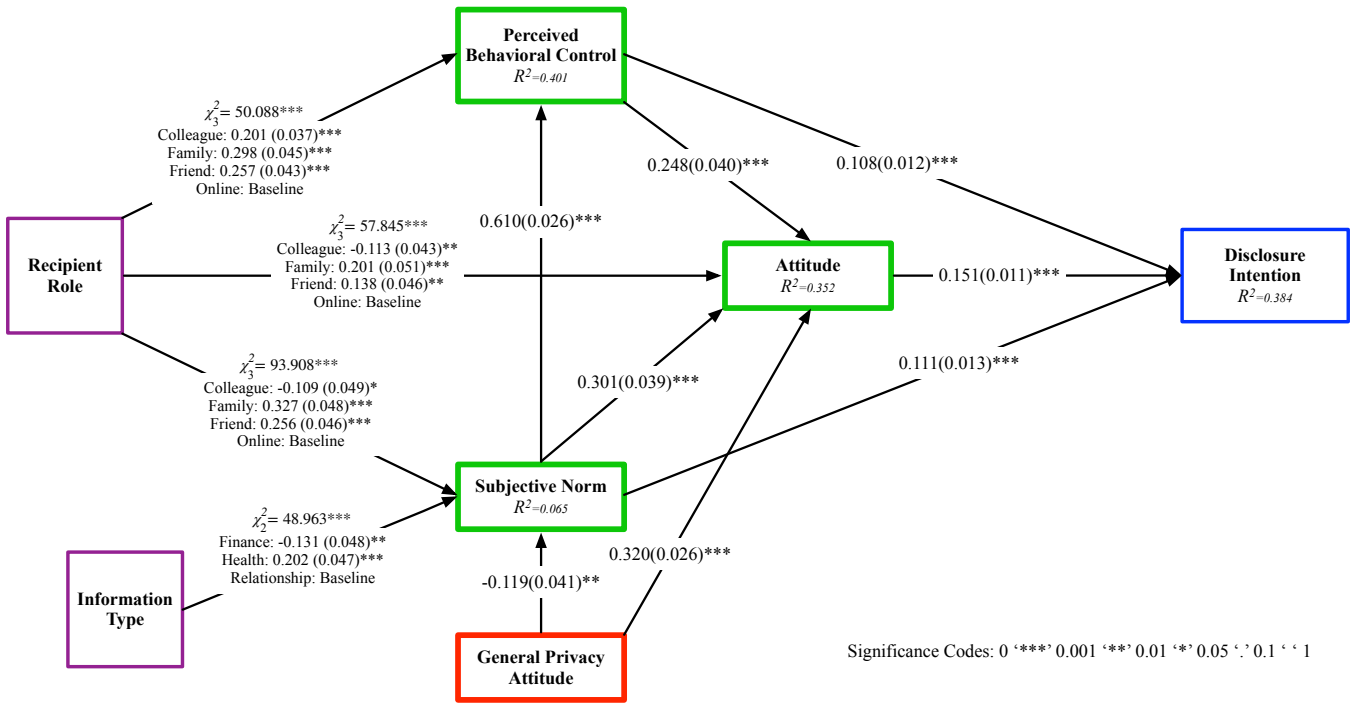 Perceived
Behavioral Control
R²=0.401
χ²₃= 50.088***
Colleague: 0.201 (0.037)***
Family: 0.298 (0.045)***
Friend: 0.257 (0.043)***
Online: Baseline
0.248(0.040)***
0.108(0.012)***
0.610(0.026)***
Recipient
Role
χ²₃= 57.845***
Colleague: -0.113 (0.043)**
Family: 0.201 (0.051)***
Friend: 0.138 (0.046)**
Online: Baseline
Attitude
R²=0.352
0.151(0.011)***
Disclosure
Intention
R²=0.384
χ²₃= 93.908***
Colleague: -0.109 (0.049)*
Family: 0.327 (0.048)***
Friend: 0.256 (0.046)***
Online: Baseline
0.301(0.039)***
0.111(0.013)***
Subjective Norm
R²=0.065
χ²₂= 48.963***
Finance: -0.131 (0.048)**
Health: 0.202 (0.047)***
Relationship: Baseline
0.320(0.026)***
-0.119(0.041)**
Information
Type
General Privacy
Attitude
Significance Codes: 0 ‘***’ 0.001 ‘**’ 0.01 ‘*’ 0.05 ‘.’ 0.1 ‘ ‘ 1